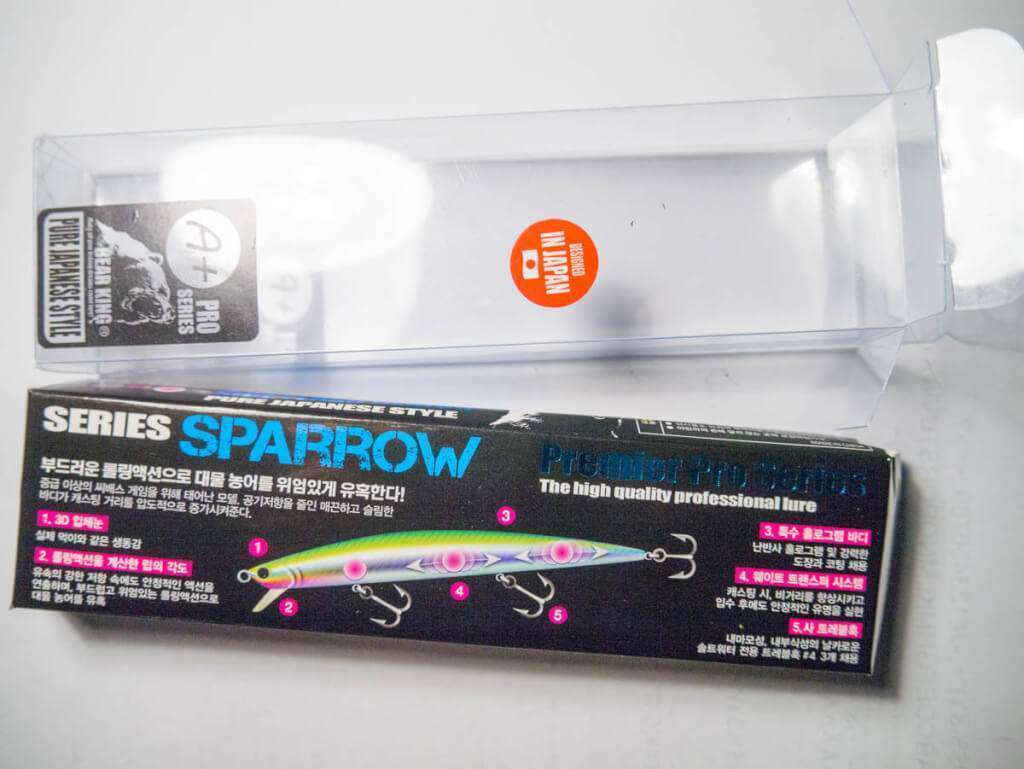 A+
PRO
SERIES
BEAR KING®
PURE JAPANESE STYLE
DESIGNED
IN JAPAN
PURE JAPANESE STYLE
SERIES SPARROW
Premier Pro Series
The high quality professional lure
부드러운 롤링액션으로 대물 농어를 위엄있게 유혹한다!
중급 이상의 씨배스 게임을 위해 태어난 모델, 공기저항을 줄인 매끈하고 슬림한
바디가 캐스팅 거리를 압도적으로 증가시켜준다.
1. 3D 입체눈
실제 먹이와 같은 생동감
2. 롤링액션을 계산한 립의 각도
유속의 강한 저항 속에도 안정적인 액션을
연출하며, 부드럽고 위엄있는 롤링액션으로
대물 농어를 유혹
1
2
3
4
5
3. 특수 홀로그램 바디
난반사 홀로그램 및 강력한
도장과 코팅 채용
4. 웨이트 트랜스퍼 시스템
캐스팅 시, 비거리를 향상시키고
입수 후에도 안정적인 유영을 실현
5.사 트레블훅
내마모성, 내부식성의 날카로운
솔트워터 전용 트레블훅 #4 3개 채용